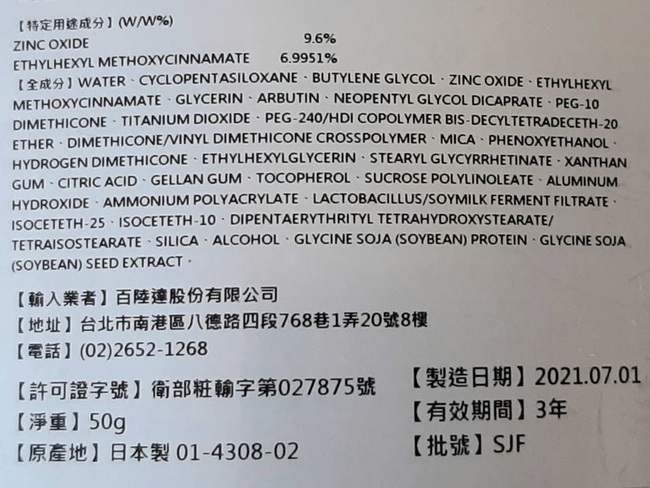 【特定用途成分】(W/W%)
ZINC OXIDE 9.6%
ETHYLHEXYL METHOXYCINNAMATE 6.9951%
【全成分】WATER · CYCLOPENTASILOXANE · BUTYLENE GLYCOL · ZINC OXIDE · ETHYLHEXYL
METHOXYCINNAMATE · GLYCERIN · ARBUTIN · NEOPENTYL GLYCOL DICAPRATE · PEG-10
DIMETHICONE · TITANIUM DIOXIDE · PEG-240/HDI COPOLYMER BIS-DECYLTETRADECETH-20
ETHER · DIMETHICONE/VINYL DIMETHICONE CROSSPOLYMER · MICA · PHENOXYETHANOL ·
HYDROGEN DIMETHICONE · ETHYLHEXYLGLYCERIN · STEARYL GLYCYRRHETINATE · XANTHAN
GUM · CITRIC ACID · GELLAN GUM · TOCOPHEROL · SUCROSE POLYLINOLEATE · ALUMINUM
HYDROXIDE · AMMONIUM POLYACRYLATE · LACTOBACILLUS/SOYMILK FERMENT FILTRATE ·
ISOCETETH-25 · ISOCETETH-10 · DIPENTAERYTHRITYL TETRAHYDROXYSTEARATE/
TETRAISOSTEARATE · SILICA · ALCOHOL · GLYCINE SOJA (SOYBEAN) PROTEIN · GLYCINE SOJA
(SOYBEAN) SEED EXTRACT ·
【輸入業者】百陸達股份有限公司
【地址】台北市南港區八德路四段768巷1弄20號8樓
【電話】(02)2652-1268
【許可證字號】衛部粧輸字第027875號
【淨重】50g
【原產地】日本製 01-4308-02
【製造日期】2021.07.01
【有效期間】3年
【批號】SJF